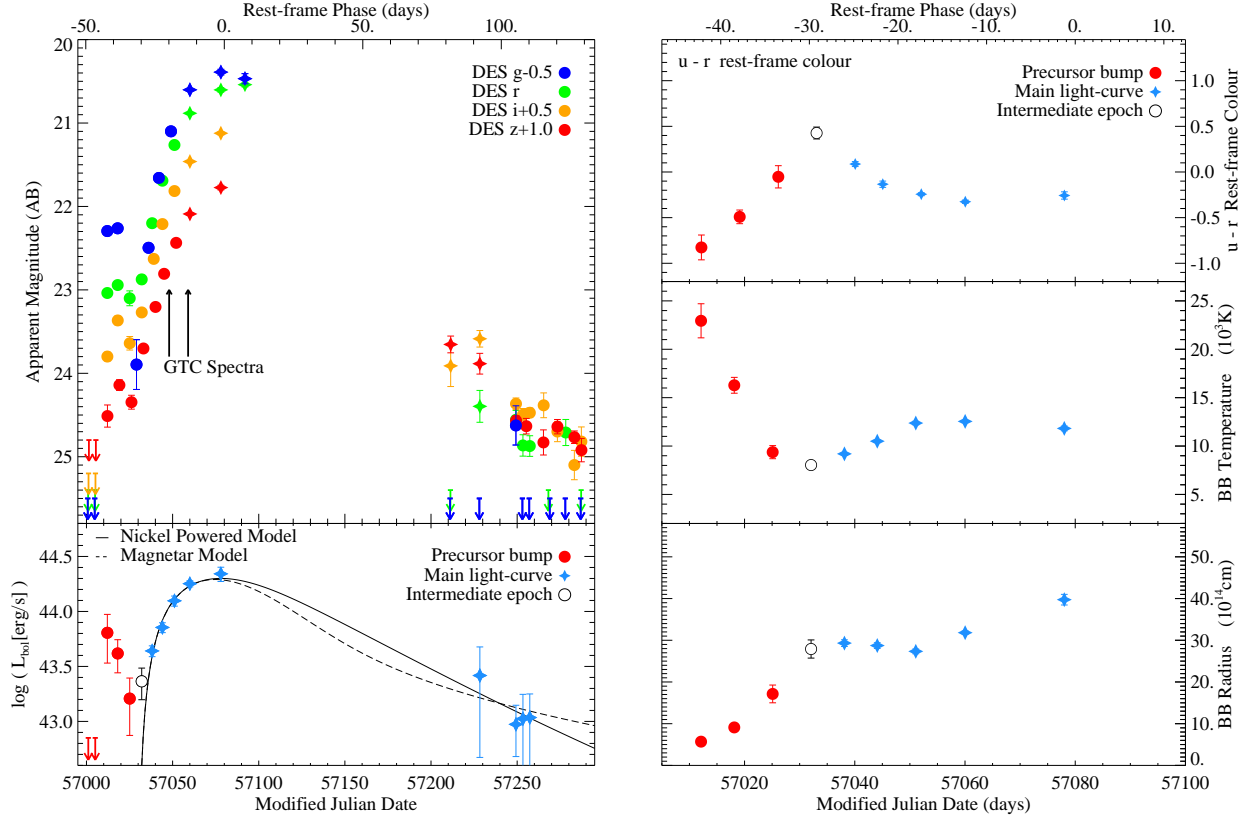 Rest-frame Phase (days)
-50. 0. 50. 100.
20
21
22
23
24
25
Apparent Magnitude (AB)
DES g-0.5
DES r
DES i+0.5
DES z+1.0
GTC Spectra
Nickel Powered Model
Magnetar Model
Precursor bump
Main light-curve
Intermediate epoch
44.5
44.0
43.5
43.0
log ( Lbol[erg/s] )
57000 57050 57100 57200 57250
Modified Julian Date
Rest-frame Phase (days)
-40. -30. -20. -10. 0. 10.
u - r rest-frame colour
Precursor bump
Main light-curve
Intermediate epoch
1.0
0.5
0.0
-0.5
-1.0
u - r Rest-frame Colour
25.
20.
15.
10.
5.
BB Temperature (10³K)
50.
40.
30.
20.
10.
0.
BB Radius (10¹⁴cm)
57020 57040 57060 57080 57100
Modified Julian Date (days)